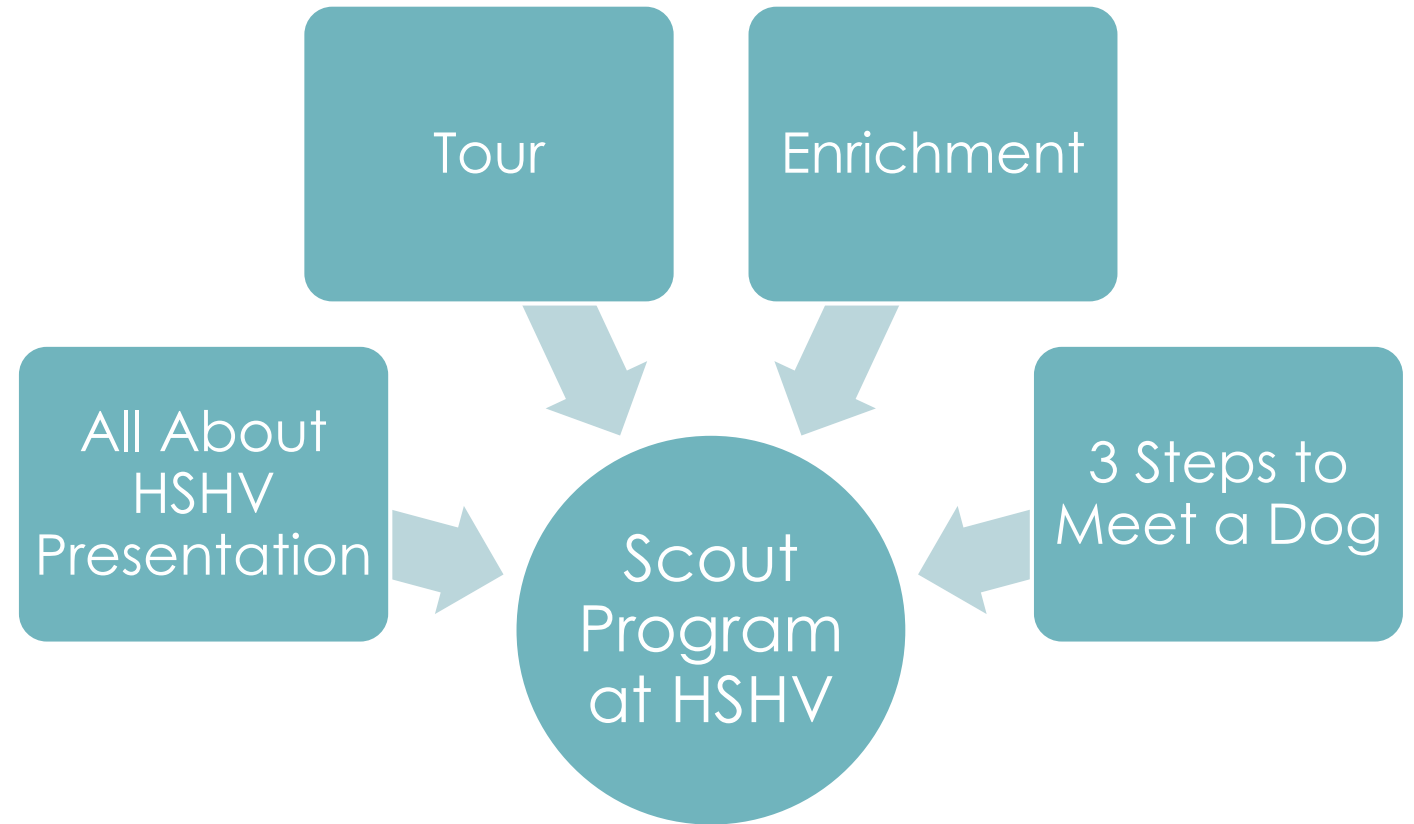 Tour
Enrichment
All About
HSHV
Presentation
3 Steps to
Meet a Dog
Scout
Program
at HSHV